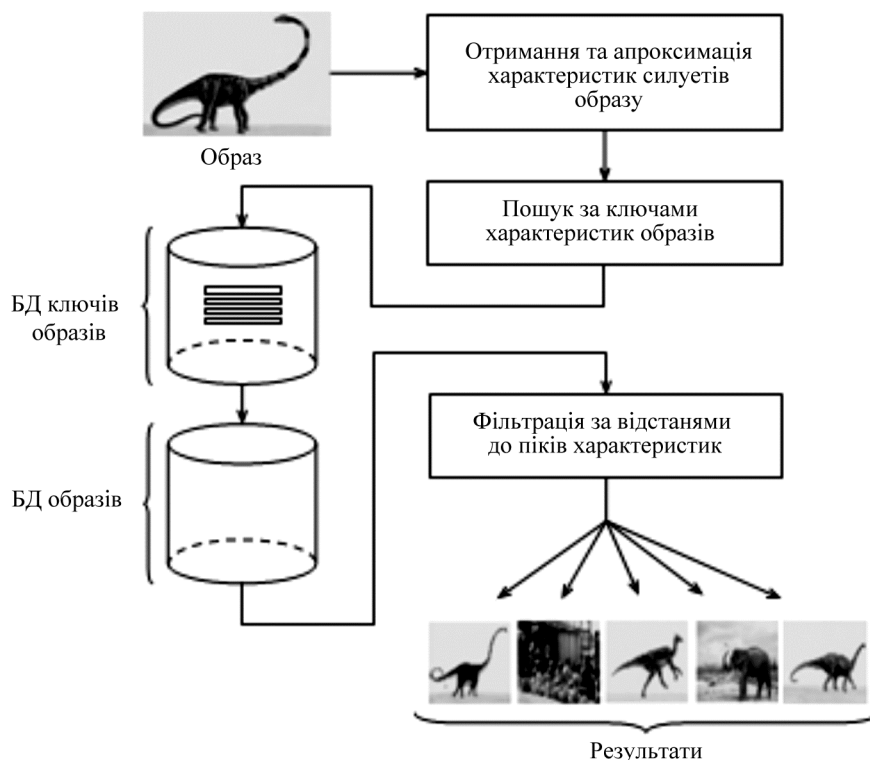 Отримання та апроксимація
характеристик силуетів
образу
Образ
Пошук за ключами
характеристик образів
БД ключів
образів
Фільтрація за відстанями
до піків характеристик
БД образів
Результати